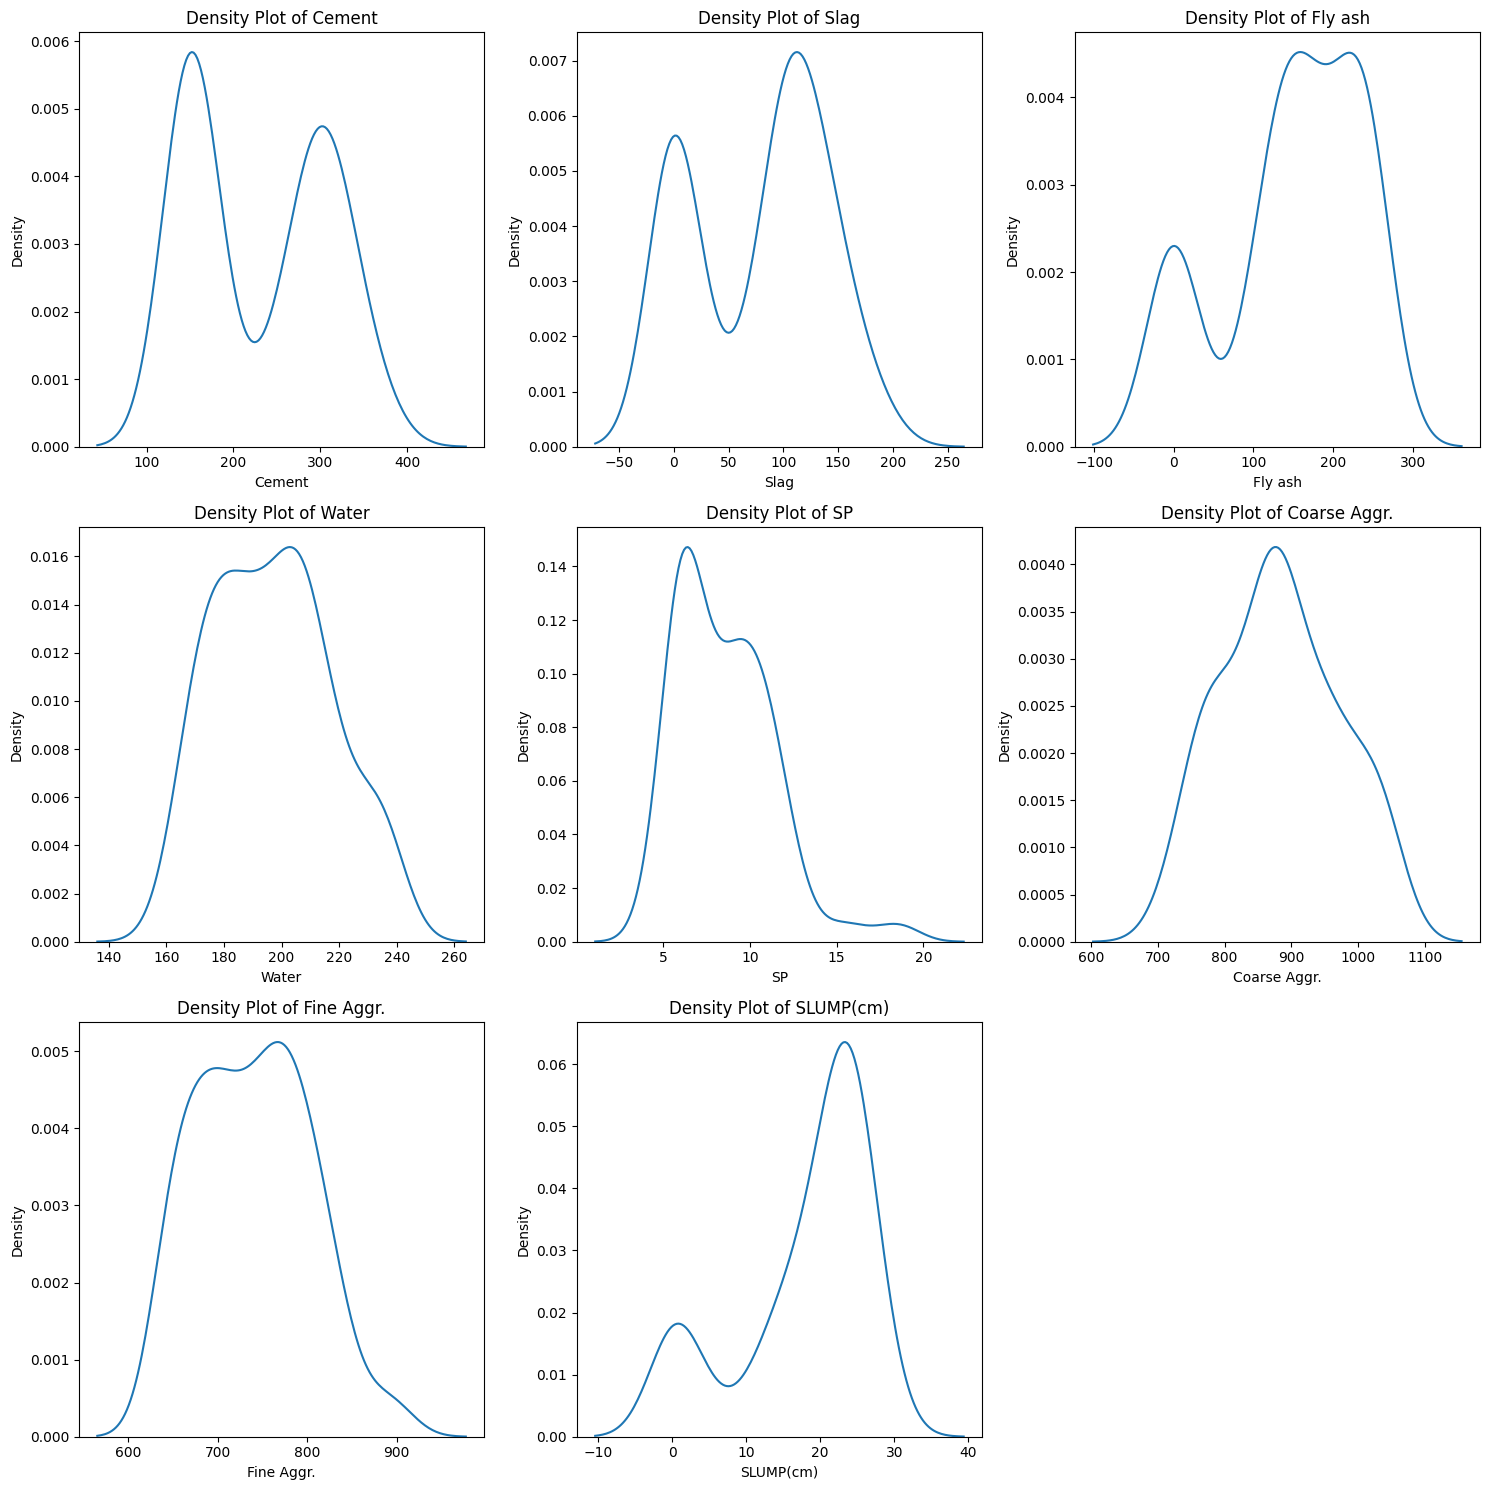 Density Plot of Cement
Density
0.006
0.005
0.004
0.003
0.002
0.001
0.000
100 200 300 400
Cement
Density Plot of Slag
Density
0.007
0.006
0.005
0.004
0.003
0.002
0.001
0.000
−50 0 50 100 150 200 250
Slag
Density Plot of Fly ash
Density
0.004
0.003
0.002
0.001
0.000
−100 0 100 200 300
Fly ash
Density Plot of Water
Density
0.016
0.014
0.012
0.010
0.008
0.006
0.004
0.002
0.000
140 160 180 200 220 240 260
Water
Density Plot of SP
Density
0.14
0.12
0.10
0.08
0.06
0.04
0.02
0.00
5 10 15 20
SP
Density Plot of Coarse Aggr.
Density
0.0040
0.0035
0.0030
0.0025
0.0020
0.0015
0.0010
0.0005
0.0000
600 700 800 900 1000 1100
Coarse Aggr.
Density Plot of Fine Aggr.
Density
0.005
0.004
0.003
0.002
0.001
0.000
600 700 800 900
Fine Aggr.
Density Plot of SLUMP(cm)
Density
0.06
0.05
0.04
0.03
0.02
0.01
0.00
−10 0 10 20 30 40
SLUMP(cm)